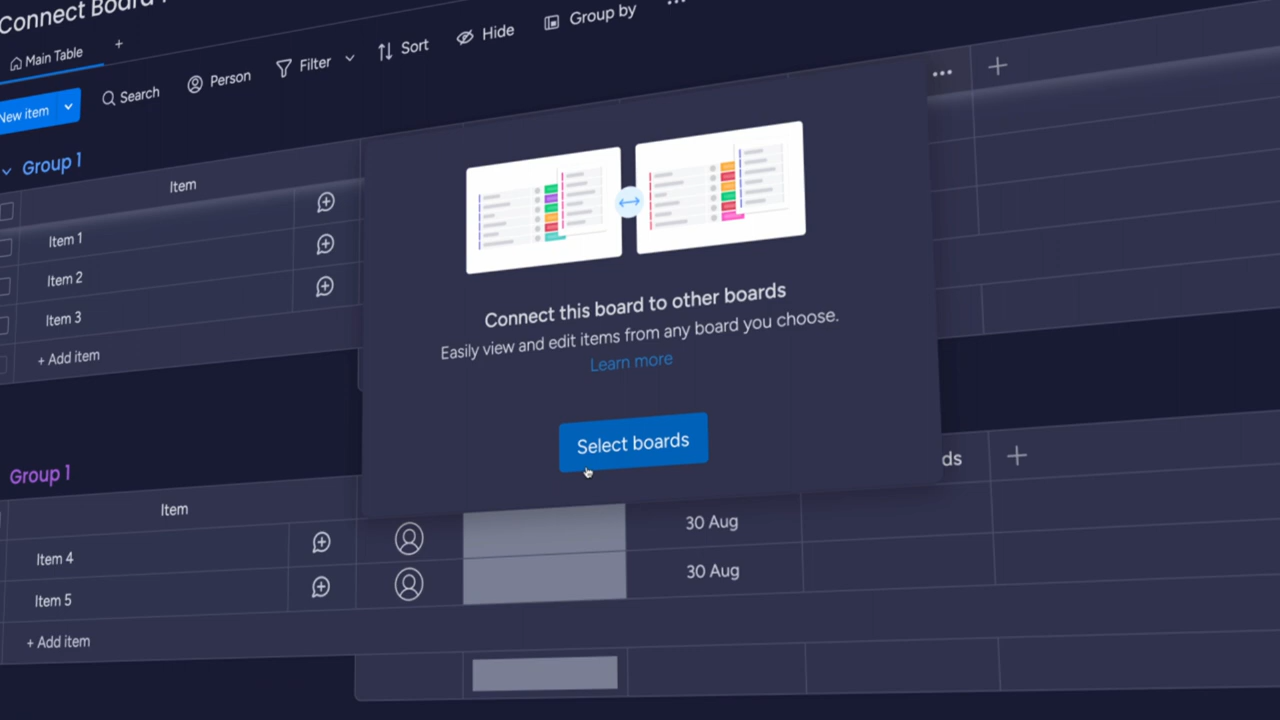 Connect Board
Main Table
+
New item
Search
Person
Filter
Sort
Hide
Group by
...
Group 1
Item
Item 1
Item 2
Item 3
+ Add item
Connect this board to other boards
Easily view and edit items from any board you choose.
Learn more
Select boards
ds
Group 1
Item
Item 4
30 Aug
Item 5
30 Aug
+ Add item